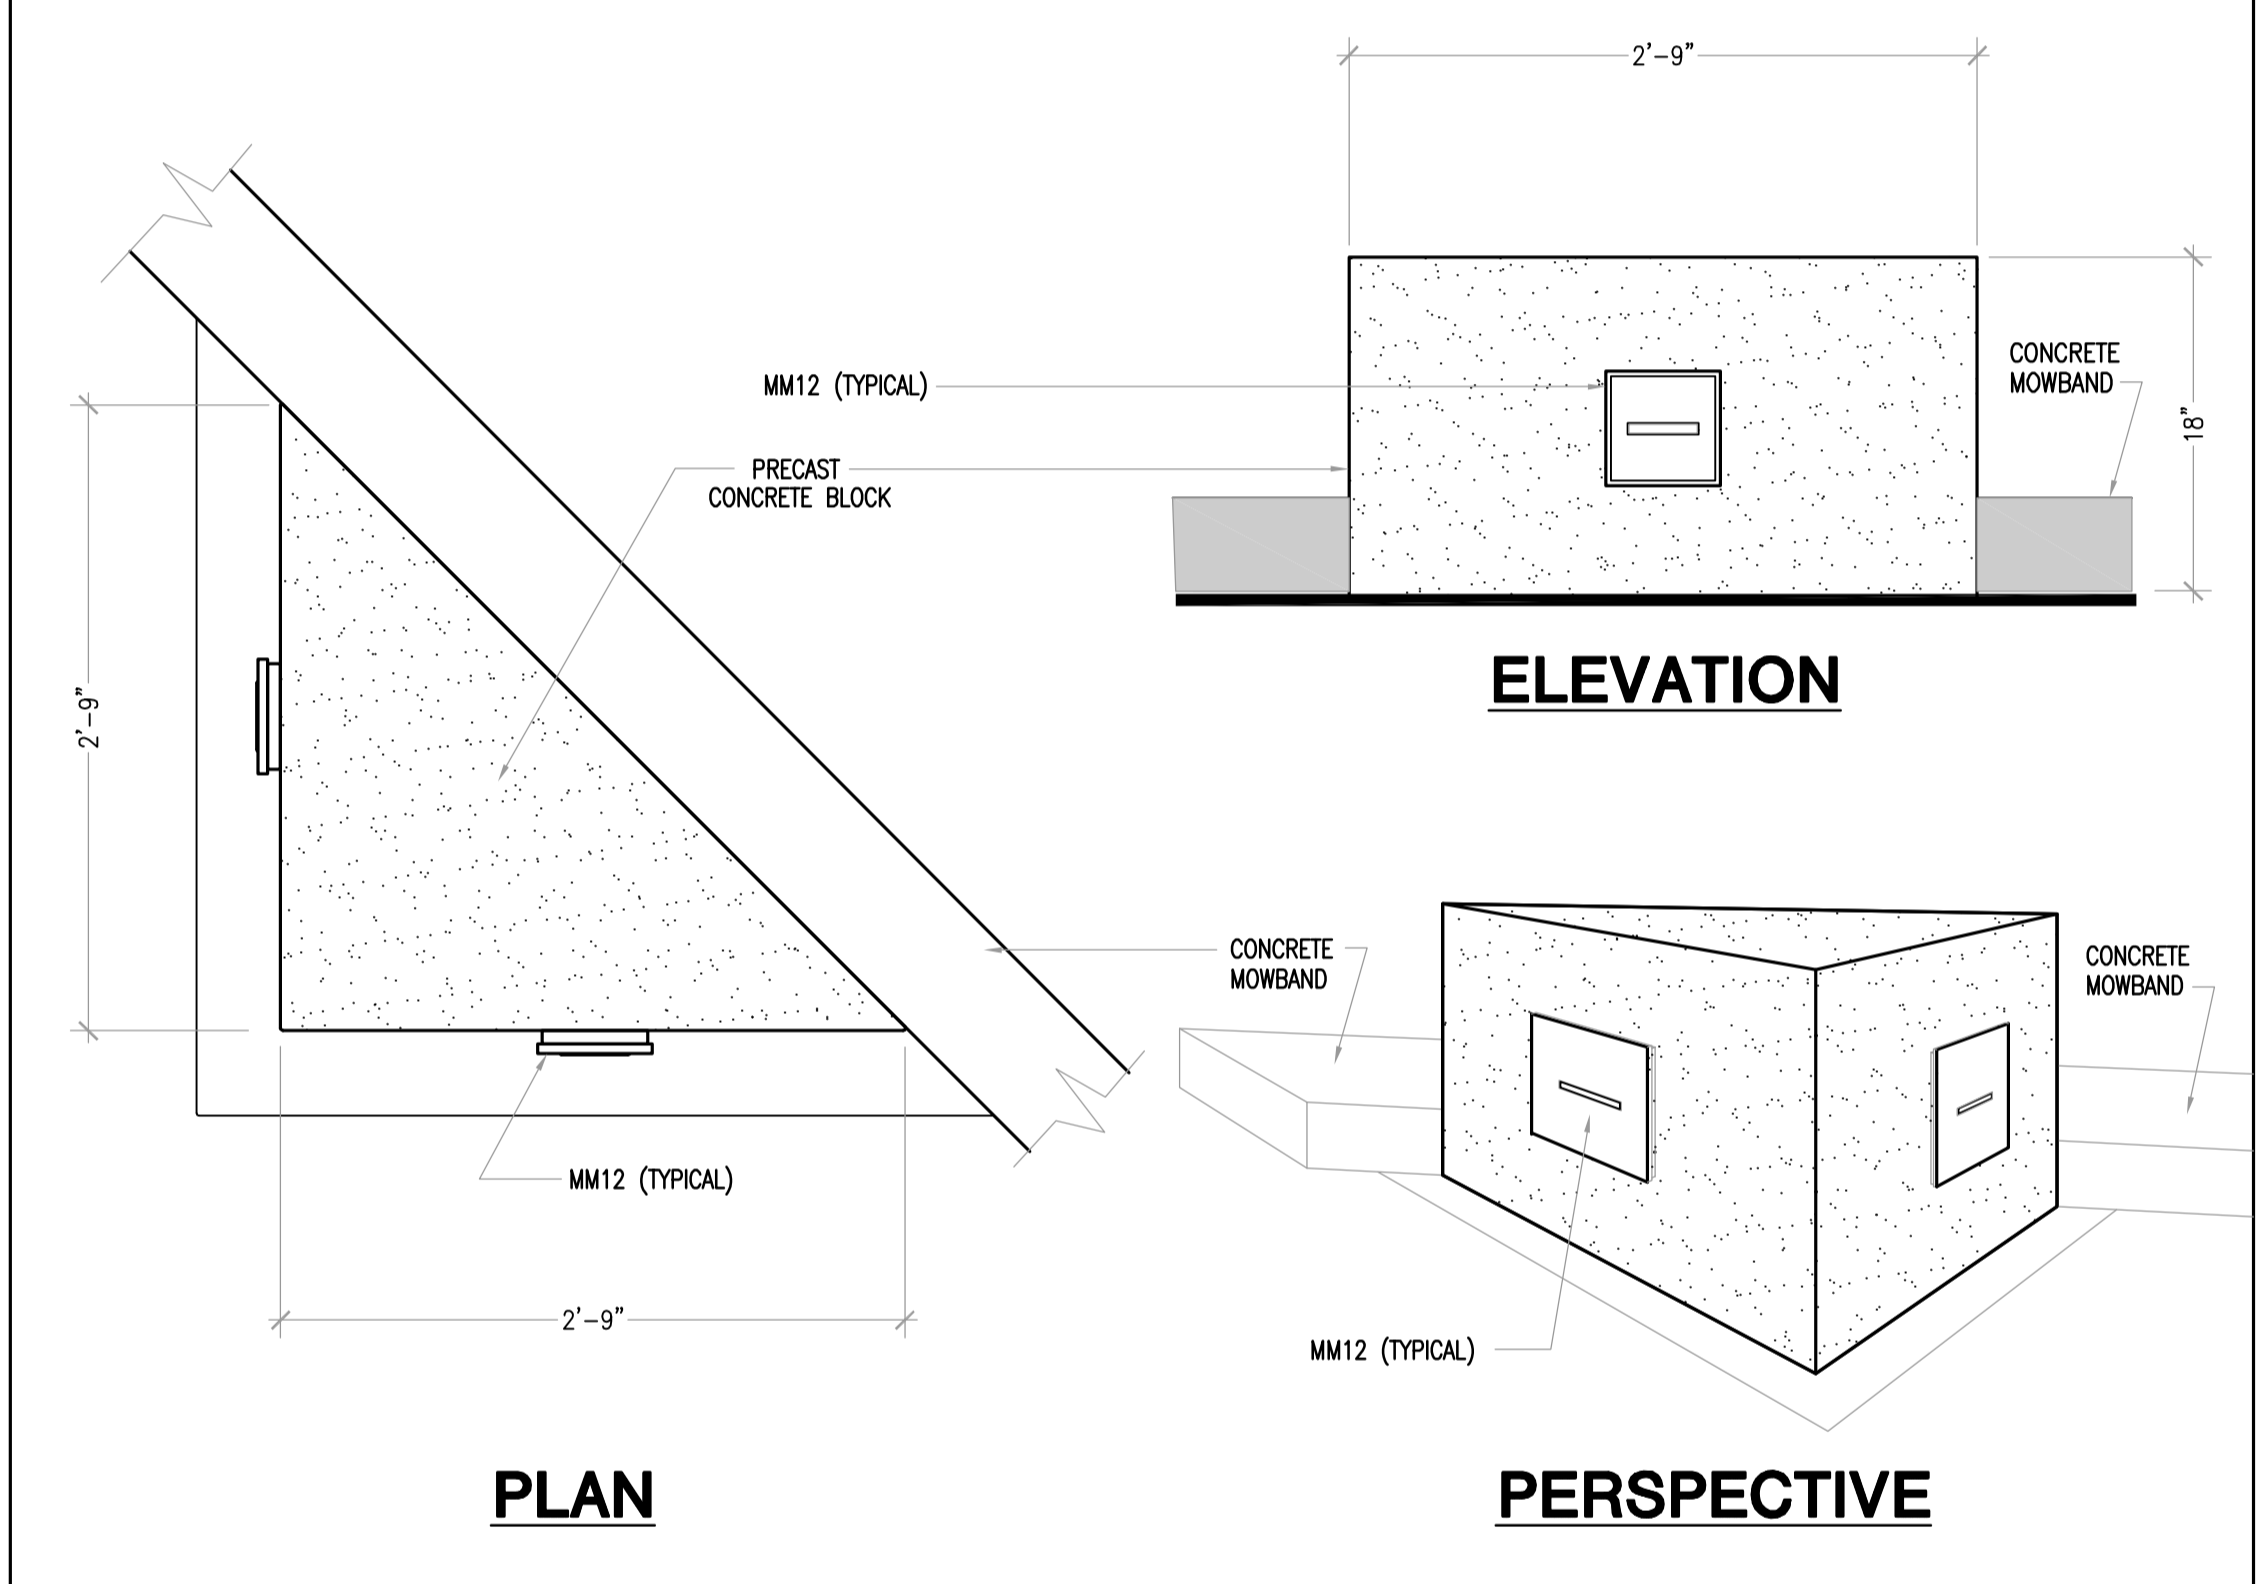 2'-9"
MM12 (TYPICAL)
CONCRETE
MOWBAND
18"
PRECAST
CONCRETE BLOCK
ELEVATION
2'-9"
CONCRETE
MOWBAND
CONCRETE
MOWBAND
MM12 (TYPICAL)
2'-9"
MM12 (TYPICAL)
PLAN
PERSPECTIVE